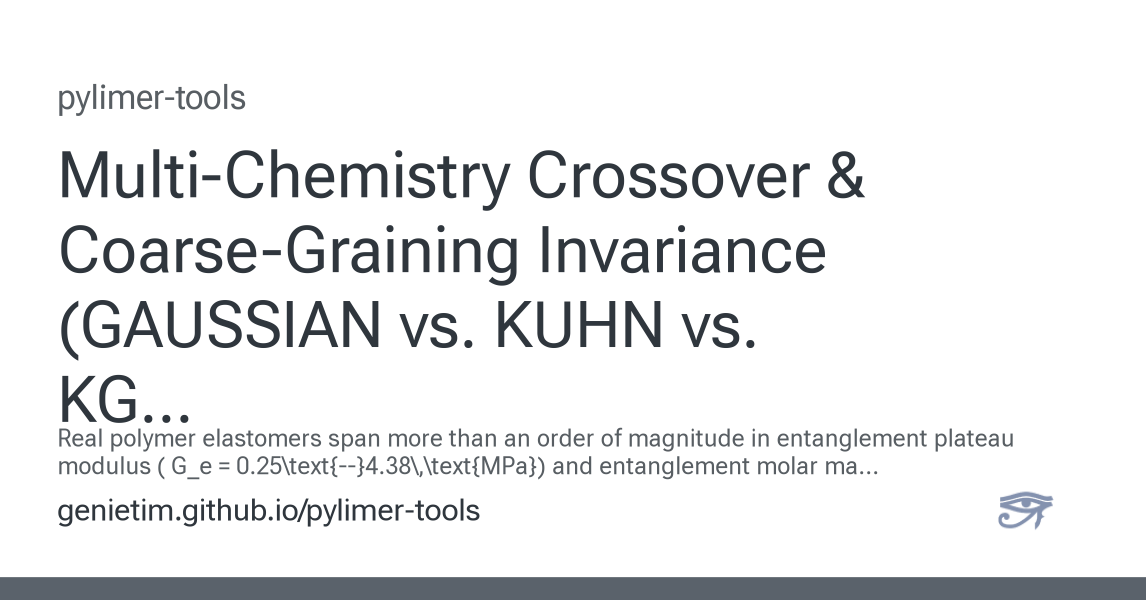 pylimer-tools
Multi-Chemistry Crossover &
Coarse-Graining Invariance
(GAUSSIAN vs. KUHN vs.
KG...
Real polymer elastomers span more than an order of magnitude in entanglement plateau
modulus ( G_e = 0.25\text{--}4.38\,\text{MPa}) and entanglement molar ma...
genietim.github.io/pylimer-tools